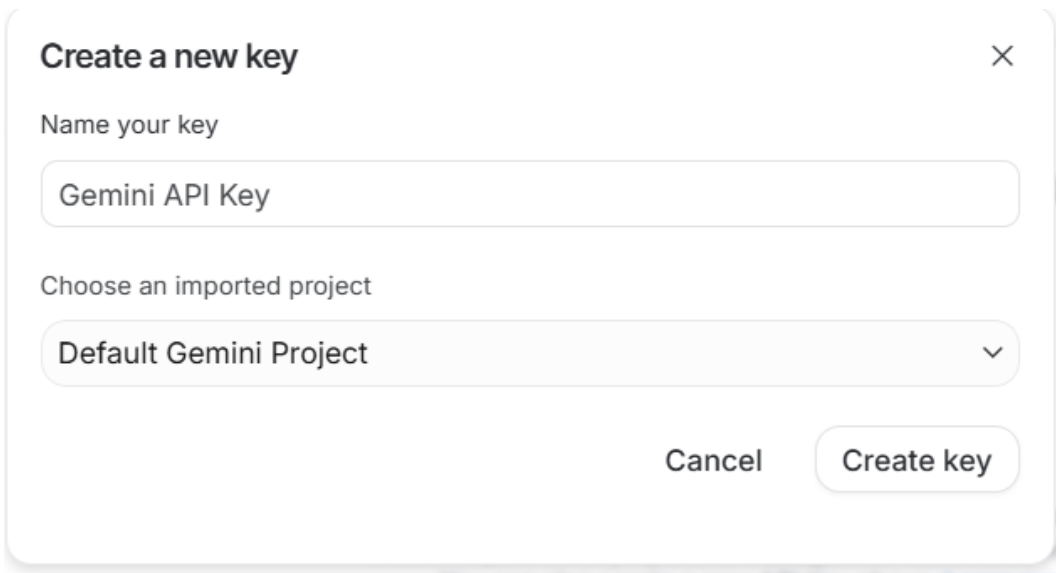 Create a new key
Name your key
Gemini API Key
Choose an imported project
Default Gemini Project
Cancel
Create key